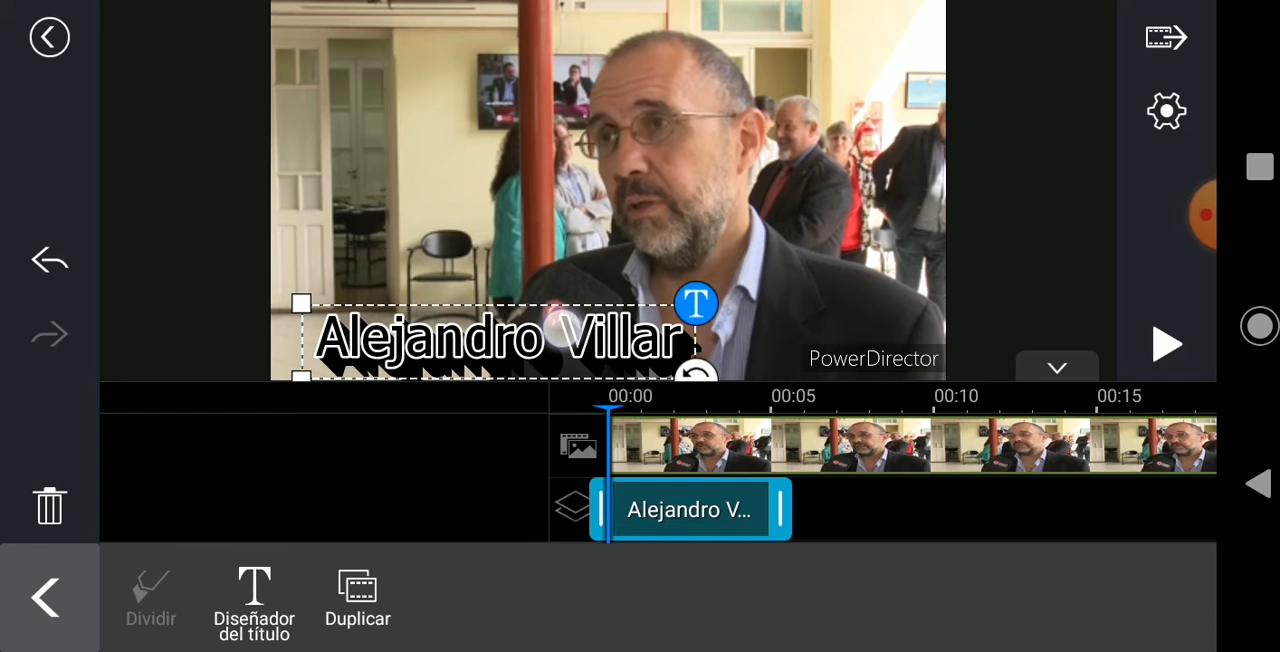 Alejandro Villar
PowerDirector
00:00 00:05 00:10 00:15
Alejandro V...
Dividir
Diseñador
del título
Duplicar